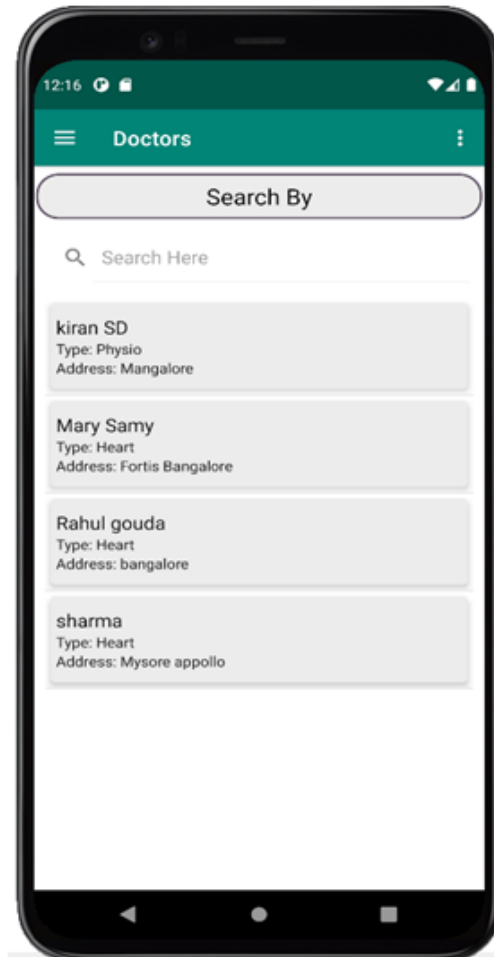 12:16
Doctors
Search By
Search Here
kiran SD
Type: Physio
Address: Mangalore
Mary Samy
Type: Heart
Address: Fortis Bangalore
Rahul gouda
Type: Heart
Address: bangalore
sharma
Type: Heart
Address: Mysore appollo